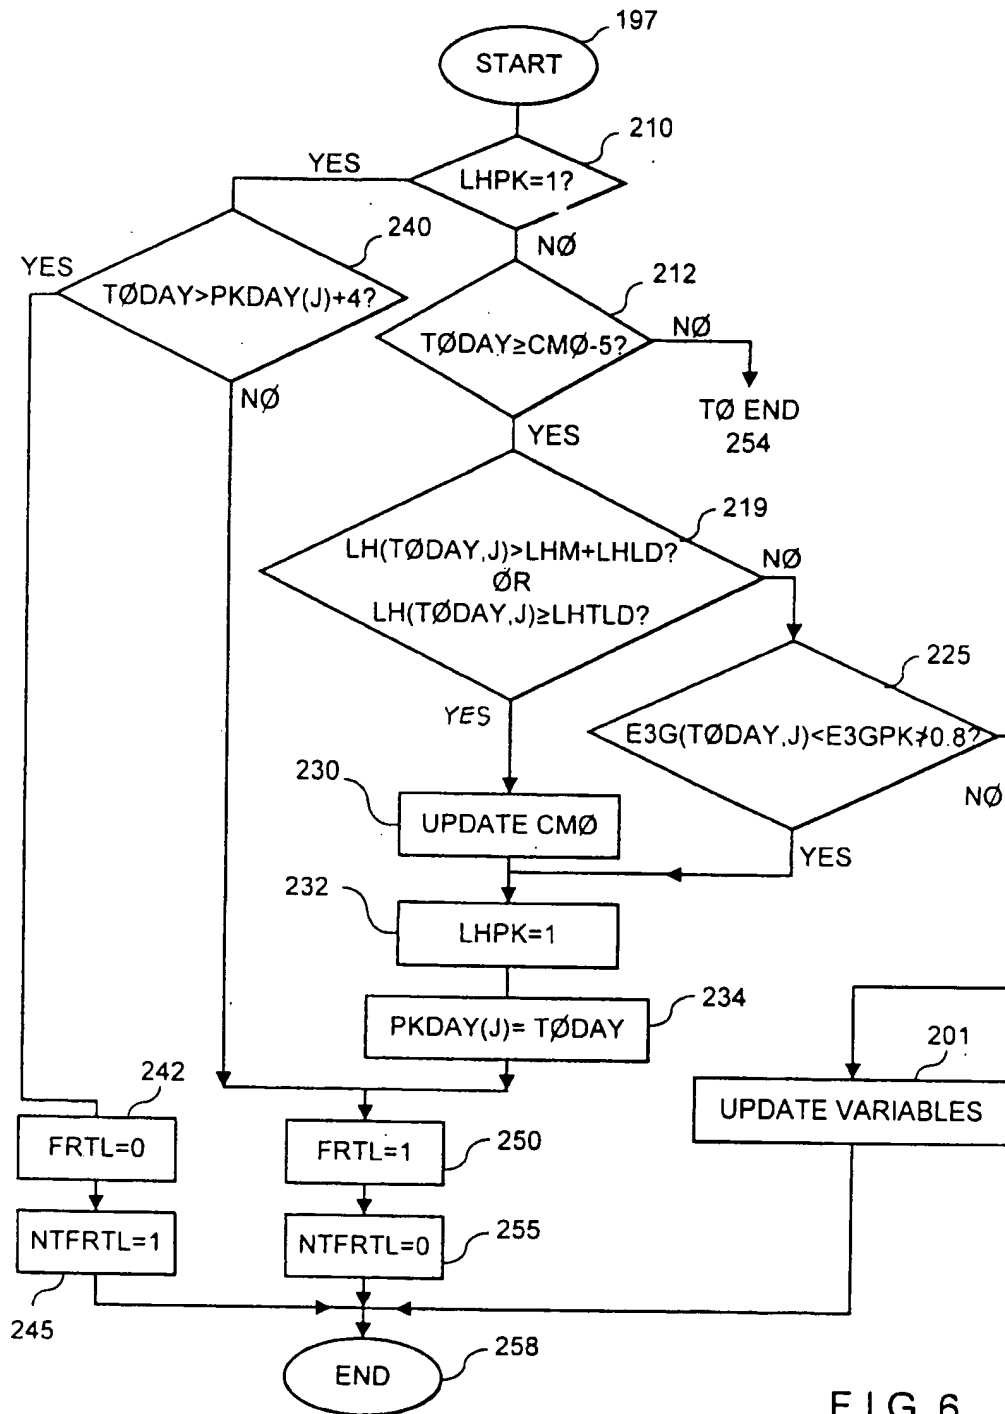 197
START
210
YES
LHPK=1?
NØ
240
YES
TØDAY>PKDAY(J)+4?
NØ
212
TØDAY≥CMØ-5?
NØ
TØ END
254
YES
219
LH(TØDAY,J)>LHM+LHLD?
ØR
LH(TØDAY,J)≥LHTLD?
NØ
YES
225
E3G(TØDAY,J)<E3GPK*0.8?
NØ
YES
230
UPDATE CMØ
232
LHPK=1
234
PKDAY(J)= TØDAY
201
UPDATE VARIABLES
242
FRTL=0
250
FRTL=1
NTFRTL=1
245
255
NTFRTL=0
END
258
FIG. 6